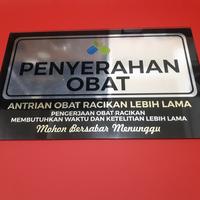 PENYERAHAN
OBAT
ANTRIAN OBAT RACIKAN LEBIH LAMA
PENGERJAAN OBAT RACIKAN
MEMBUTUHKAN WAKTU DAN KETELITIAN LEBIH LAMA
Mohon Bersabar Menunggu